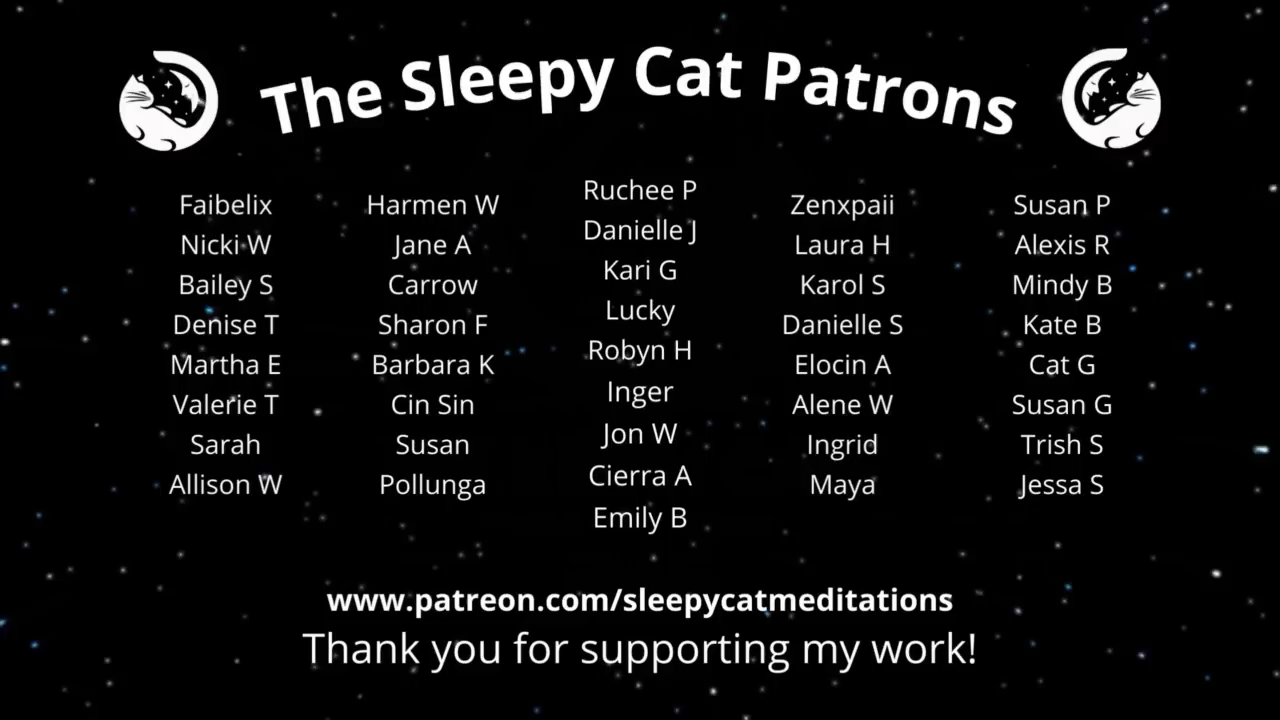 The Sleepy Cat Patrons
Faibelix
Nicki W
Bailey S
Denise T
Martha E
Valerie T
Sarah
Allison W
Harmen W
Jane A
Carrow
Sharon F
Barbara K
Cin Sin
Susan
Pollunga
Ruchee P
Danielle J
Kari G
Lucky
Robyn H
Inger
Jon W
Cierra A
Emily B
Zenxpaii
Laura H
Karol S
Danielle S
Elocin A
Alene W
Ingrid
Maya
Susan P
Alexis R
Mindy B
Kate B
Cat G
Susan G
Trish S
Jessa S
www.patreon.com/sleepycatmeditations
Thank you for supporting my work!